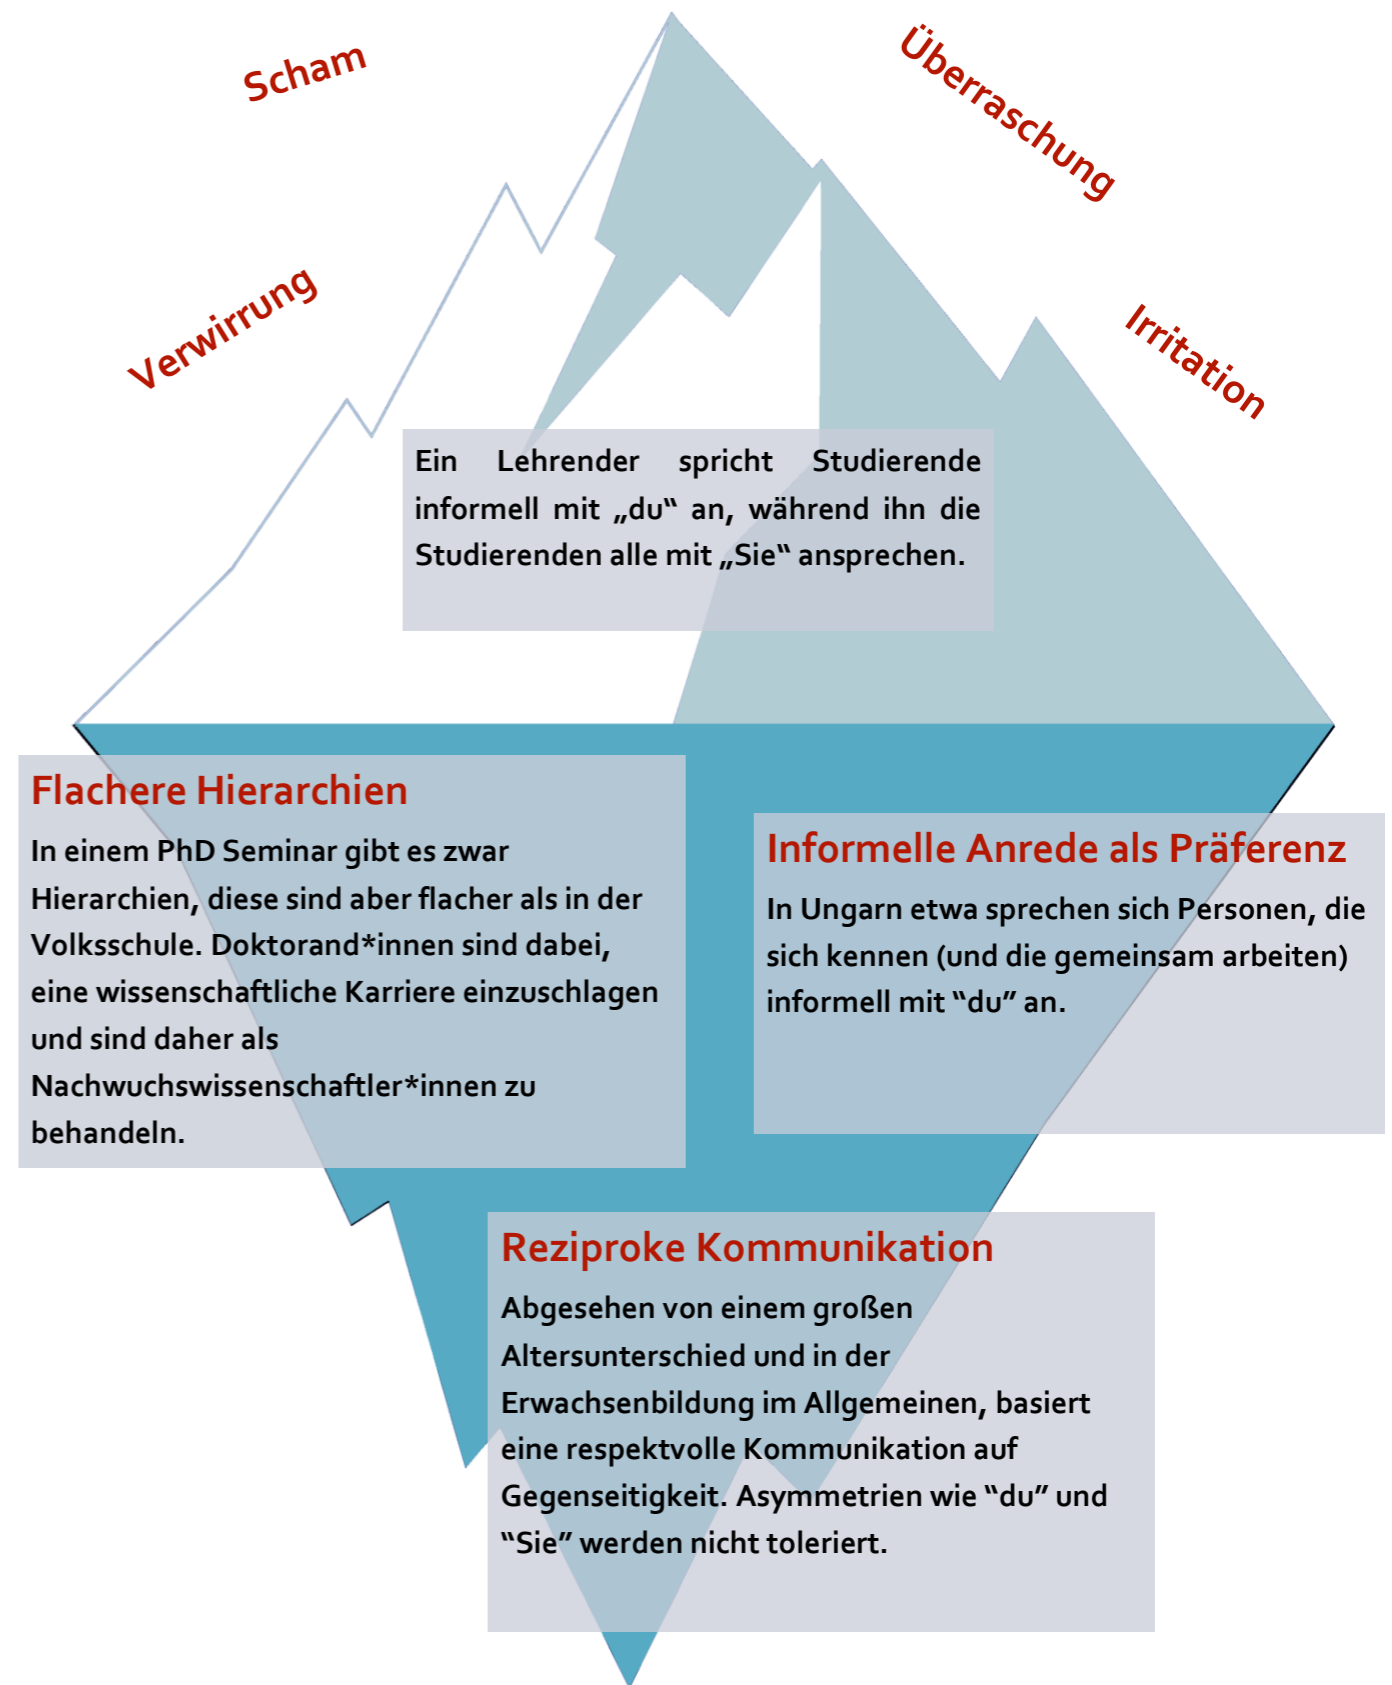 Scham
Überraschung
Verwirrung
Irritation
Ein Lehrender spricht Studierende
informell mit „du“ an, während ihn die
Studierenden alle mit „Sie“ ansprechen.
Flachere Hierarchien
In einem PhD Seminar gibt es zwar
Hierarchien, diese sind aber flacher als in der
Volksschule. Doktorand*innen sind dabei,
eine wissenschaftliche Karriere einzuschlagen
und sind daher als
Nachwuchswissenschaftler*innen zu
behandeln.
Informelle Anrede als Präferenz
In Ungarn etwa sprechen sich Personen, die
sich kennen (und die gemeinsam arbeiten)
informell mit “du” an.
Reziproke Kommunikation
Abgesehen von einem großen
Altersunterschied und in der
Erwachsenbildung im Allgemeinen, basiert
eine respektvolle Kommunikation auf
Gegenseitigkeit. Asymmetrien wie “du” und
“Sie” werden nicht toleriert.